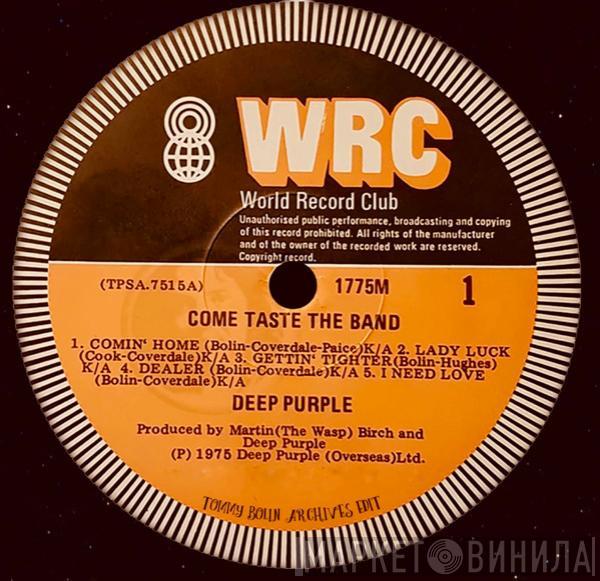 WRC
World Record Club
Unauthorised public performance, broadcasting and copying
of this record prohibited. All rights of the manufacturer
and of the owner of the recorded work are reserved.
Copyright record.
(TPSA.7515A) 1775M 1
COME TASTE THE BAND
1. COMIN' HOME (Bolin-Coverdale-Paice)K/A 2. LADY LUCK
(Cook-Coverdale)K/A 3. GETTIN' TIGHTER(Bolin-Hughes)
K/A 4. DEALER (Bolin-Coverdale)K/A 5. I NEED LOVE
(Bolin-Coverdale)K/A
DEEP PURPLE
Produced by Martin(The Wasp) Birch and
Deep Purple
(P) 1975 Deep Purple (Overseas)Ltd.
TOMMY BOLIN ARCHIVES EDIT
МАРКЕТ ВИНИЛА